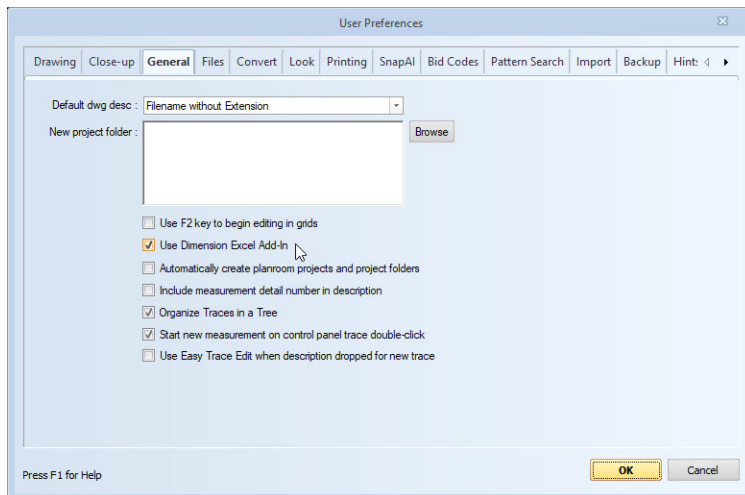 User Preferences
Drawing Close-up General Files Convert Look Printing SnapAI Bid Codes Pattern Search Import Backup Hint:
Default dwg desc : Filename without Extension
New project folder : Browse
Use F2 key to begin editing in grids
Use Dimension Excel Add-In
Automatically create planroom projects and project folders
Include measurement detail number in description
Organize Traces in a Tree
Start new measurement on control panel trace double-click
Use Easy Trace Edit when description dropped for new trace
Press F1 for Help OK Cancel